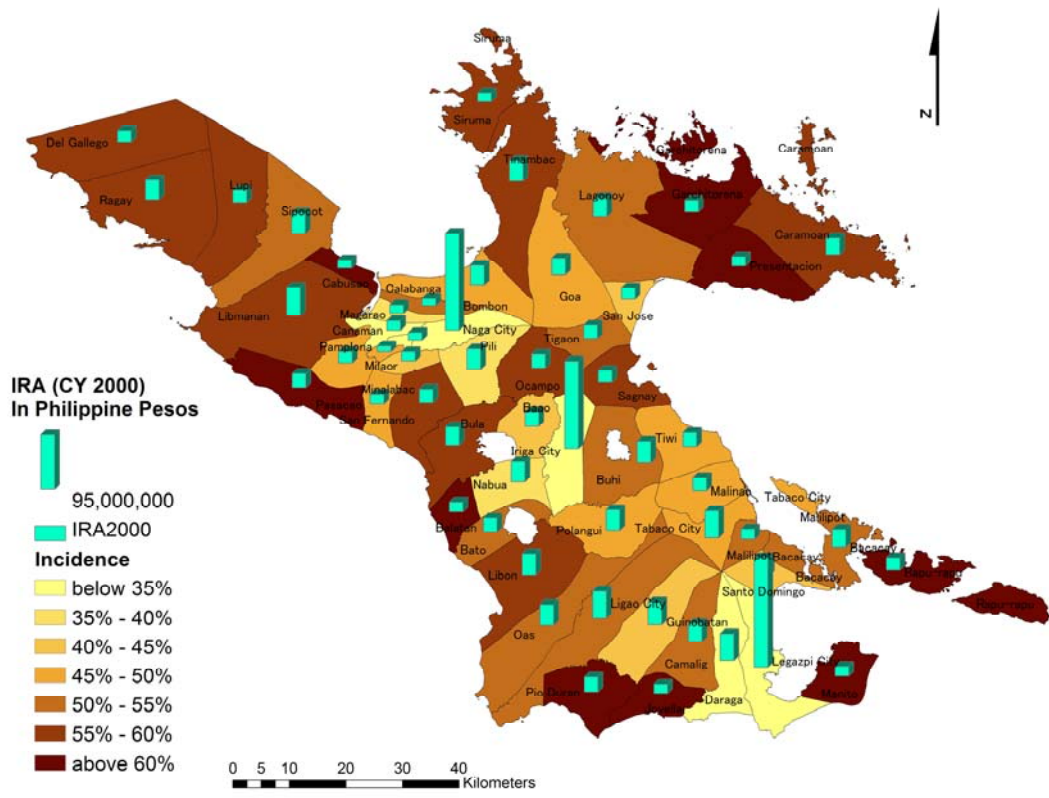 Siruma
Siruma
N
Del Gallego
Garchitorena
Caramoan
Tinambac
Lupi
Ragay
Lagonoy
Garchitorena
Sipocot
Caramoan
Presentacion
Cabusao
Calabanga
Goa
Bombon
Libmanan
Magarao
San Jose
Canaman
Naga City
Tigaon
Pamplona
Pili
Milaor
Ocampo
IRA (CY 2000)
In Philippine Pesos
Minalabac
Sagnay
Pasacao
Baao
San Fernando
Bula
Tiwi
Iriga City
Buhi
Nabua
Malinao
95,000,000
Tabaco City
IRA2000
Balatan
Polangui
Tabaco City
Malilipot
Bato
Bacacay
Incidence
Malilipot
Bacacay
Libon
Rapu-rapu
Bacacay
below 35%
Santo Domingo
Ligao City
Rapu-rapu
35% - 40%
Guinobatan
Oas
40% - 45%
Camalig
Legazpi City
45% - 50%
Pio Duran
Manito
50% - 55%
Jovellar
Daraga
55% - 60%
above 60%
0 5 10 20 30 40
Kilometers